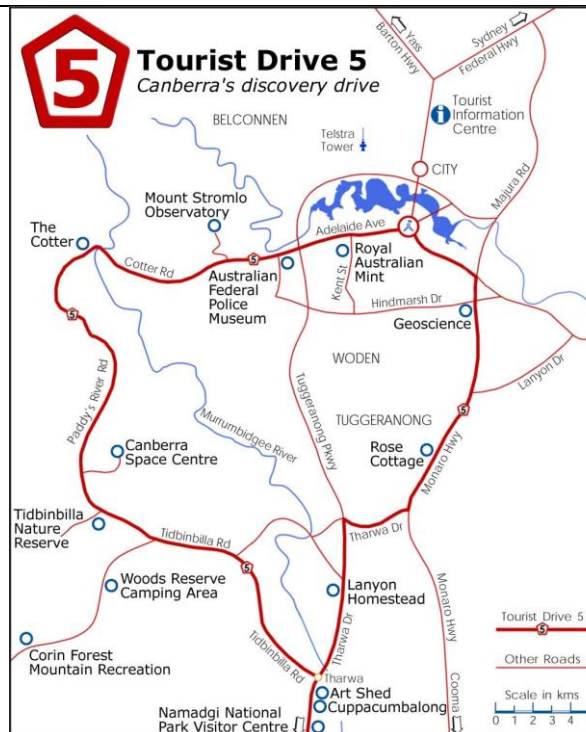 5
Tourist Drive 5
Canberra's discovery drive
Yass
Barton Hwy
Sydney
Federal Hwy
BELCONNEN
Telstra
Tower
i
Tourist
Information
Centre
CITY
Majura Rd
Mount Stromlo
Observatory
The
Cotter
Cotter Rd
5
Adelaide Ave
Australian
Federal
Police
Museum
Kent St
Royal
Australian
Mint
Hindmarsh Dr
Geoscience
5
WODEN
Lanyon Dr
Paddy's River Rd
Murrumbidgee River
Tuggeranong Pkwy
TUGGERANONG
5
Canberra
Space Centre
Rose
Cottage
Monaro Hwy
Tidbinbilla
Nature
Reserve
Tidbinbilla Rd
Tharwa Dr
5
Woods Reserve
Camping Area
Lanyon
Homestead
Monaro Hwy
Tourist Drive 5
5
Corin Forest
Mountain Recreation
Tidbinbilla Rd
Tharwa Dr
Other Roads
Tharwa
Art Shed
Cuppacumbalong
Cooma
Scale in kms
0 1 2 3 4
Namadgi National
Park Visitor Centre